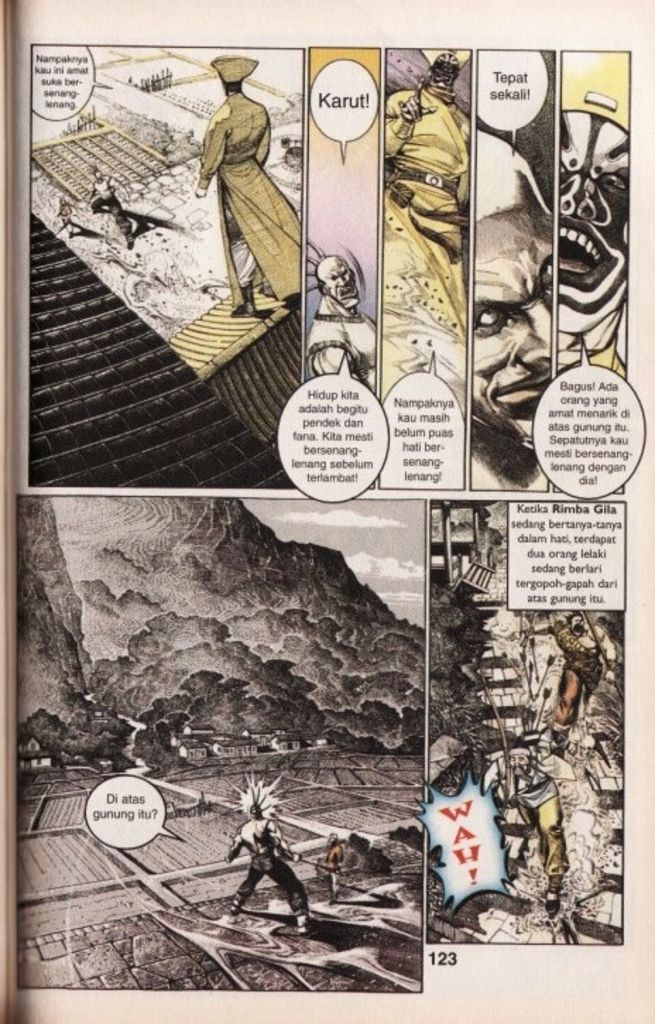 Nampaknya
kau ini amat
suka ber-
senang-
lenang.
Karut!
Hidup kita
adalah begitu
pendek dan
fana. Kita mesti
bersenang-
lenang sebelum
terlambat!
Nampaknya
kau masih
belum puas
hati ber-
senang-
lenang!
Tepat
sekali!
Bagus! Ada
orang yang
amat menarik di
atas gunung itu.
Sepatutnya kau
mesti bersenang-
lenang dengan
dia!
Di atas
gunung itu?
Ketika Rimba Gila
sedang bertanya-tanya
dalam hati, terdapat
dua orang lelaki
sedang berlari
tergopoh-gapah dari
atas gunung itu.
WAH!
123